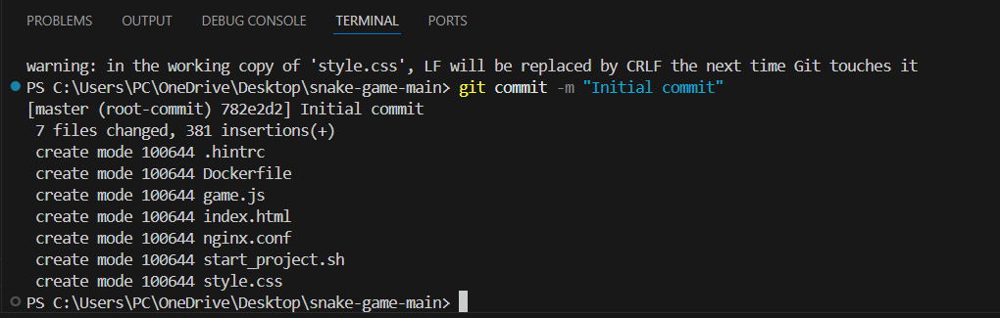 PROBLEMS OUTPUT DEBUG CONSOLE TERMINAL PORTS
warning: in the working copy of 'style.css', LF will be replaced by CRLF the next time Git touches it
PS C:\Users\PC\OneDrive\Desktop\snake-game-main> git commit -m "Initial commit"
[master (root-commit) 782e2d2] Initial commit
 7 files changed, 381 insertions(+)
 create mode 100644 .hintrc
 create mode 100644 Dockerfile
 create mode 100644 game.js
 create mode 100644 index.html
 create mode 100644 nginx.conf
 create mode 100644 start_project.sh
 create mode 100644 style.css
PS C:\Users\PC\OneDrive\Desktop\snake-game-main>